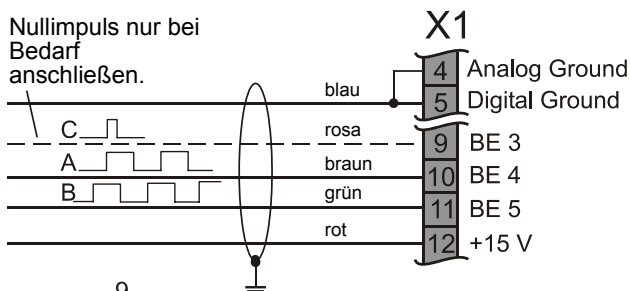 Nullimpuls nur bei
Bedarf
anschließen.
X1
blau
4 Analog Ground
5 Digital Ground
C rosa 9 BE 3
A braun 10 BE 4
B grün 11 BE 5
rot 12 +15 V
9